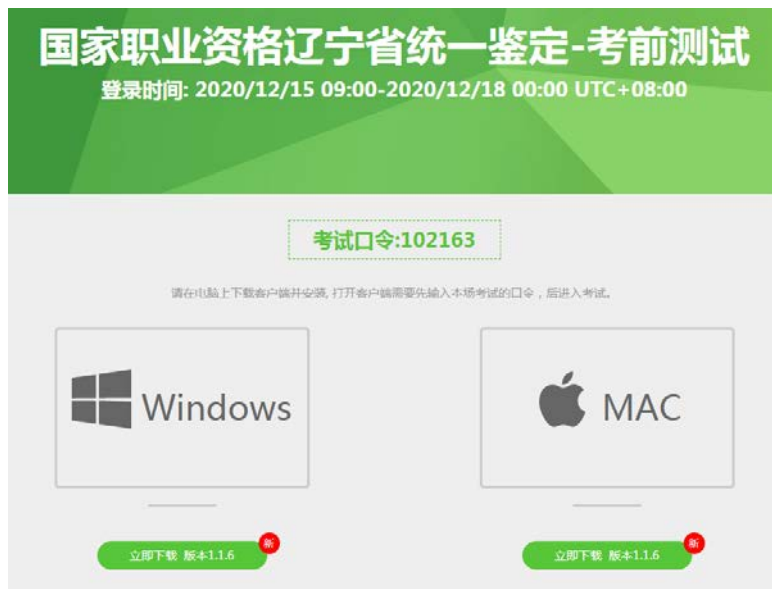 国家职业资格辽宁省统一鉴定-考前测试
登录时间: 2020/12/15 09:00-2020/12/18 00:00 UTC+08:00
考试口令:102163
请在电脑上下载客户端并安装, 打开客户端需要先输入本场考试的口令，后进入考试。
Windows
MAC
新
新
立即下载 版本1.1.6
立即下载 版本1.1.6